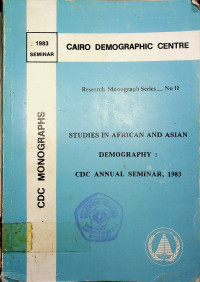 1983
SEMINAR
CAIRO DEMOGRAPHIC CENTRE
Research Monograph Series... No 12
STUDIES IN AFRICAN AND ASIAN
DEMOGRAPHY :
CDC ANNUAL SEMINAR, 1983
CDC MONOGRAPHS